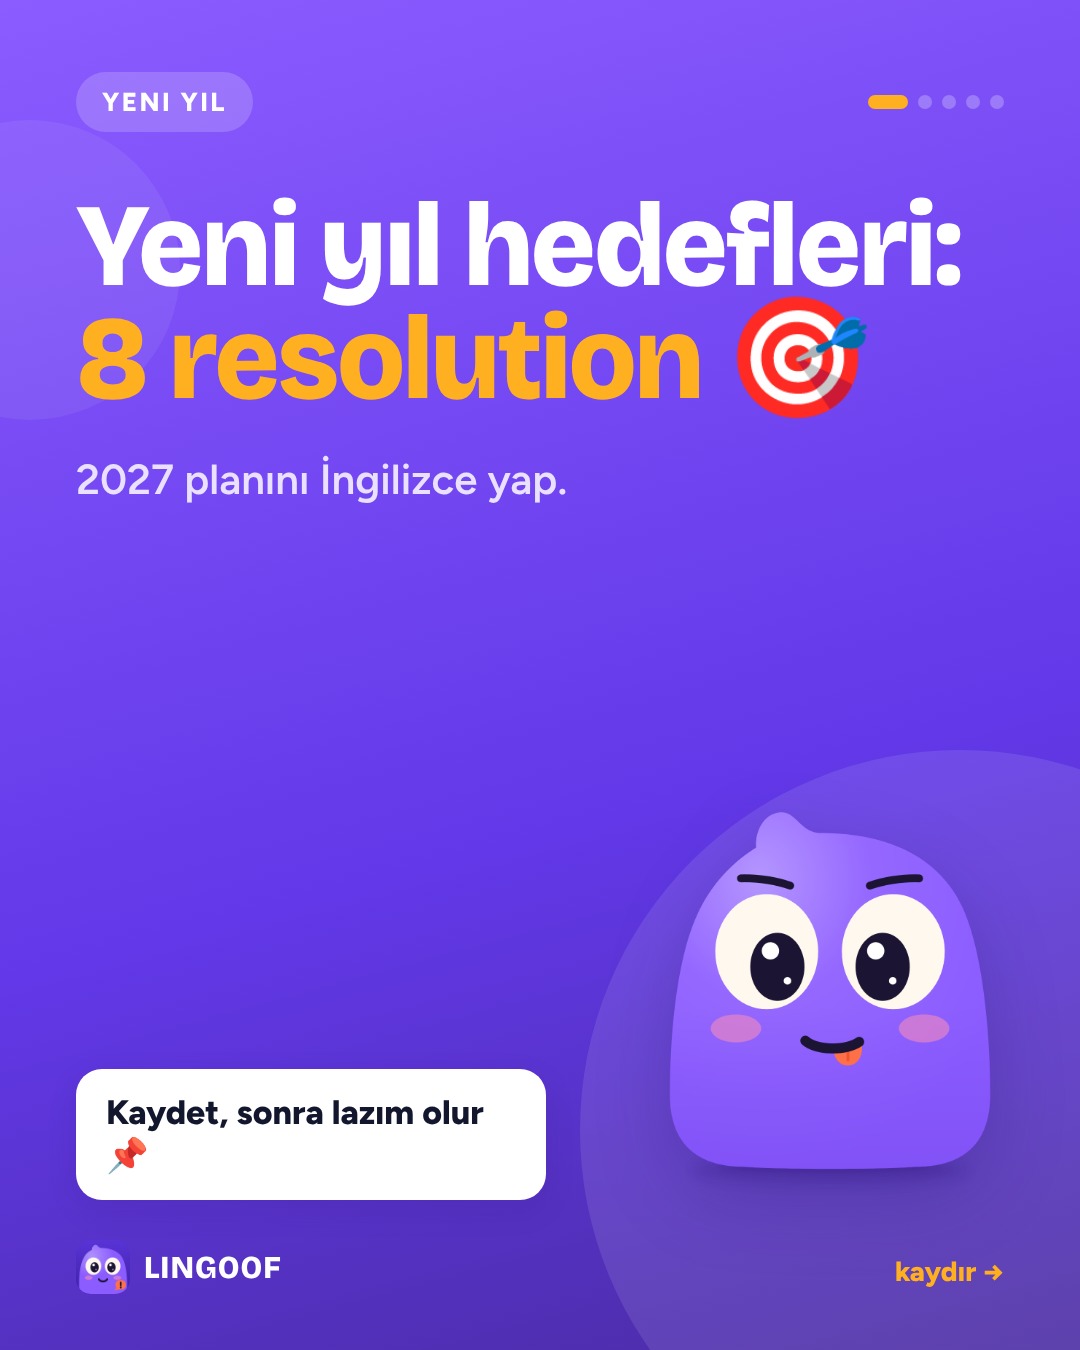 YENI YIL
Yeni yıl hedefleri:
8 resolution 🎯
2027 planını İngilizce yap.
Kaydet, sonra lazım olur
📌
LINGOOF
kaydır →